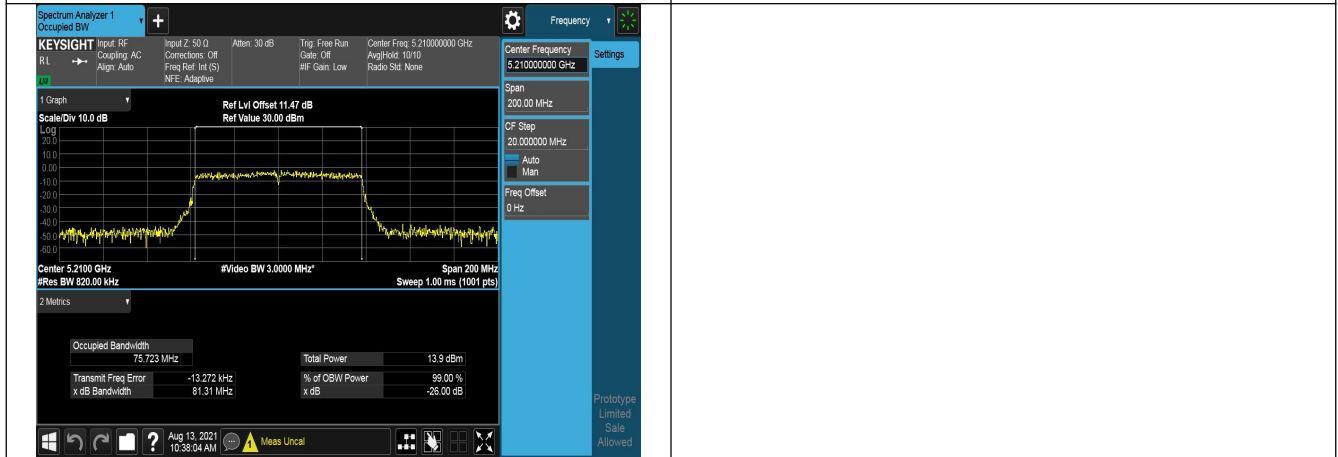 Spectrum Analyzer 1
Occupied BW
+
Frequency
KEYSIGHT
R L
LXI
Input: RF
Coupling: AC
Align: Auto
Input Z: 50 Ω
Corrections: Off
Freq Ref: Int (S)
NFE: Adaptive
Atten: 30 dB
Trig: Free Run
Gate: Off
#IF Gain: Low
Center Freq: 5.210000000 GHz
Avg|Hold: 10/10
Radio Std: None
1 Graph
Scale/Div 10.0 dB
Ref Lvl Offset 11.47 dB
Ref Value 30.00 dBm
Log
20.0
10.0
0.00
-10.0
-20.0
-30.0
-40.0
-50.0
-60.0
Center 5.2100 GHz
#Video BW 3.0000 MHz*
Span 200 MHz
#Res BW 820.00 kHz
Sweep 1.00 ms (1001 pts)
2 Metrics
Occupied Bandwidth
75.723 MHz
Total Power 13.9 dBm
Transmit Freq Error -13.272 kHz
% of OBW Power 99.00 %
x dB Bandwidth 81.31 MHz
x dB -26.00 dB
Center Frequency
5.210000000 GHz
Settings
Span
200.00 MHz
CF Step
20.000000 MHz
Auto
Man
Freq Offset
0 Hz
Prototype
Limited
Sale
Allowed
?
Aug 13, 2021
10:38:04 AM
1
Meas Uncal